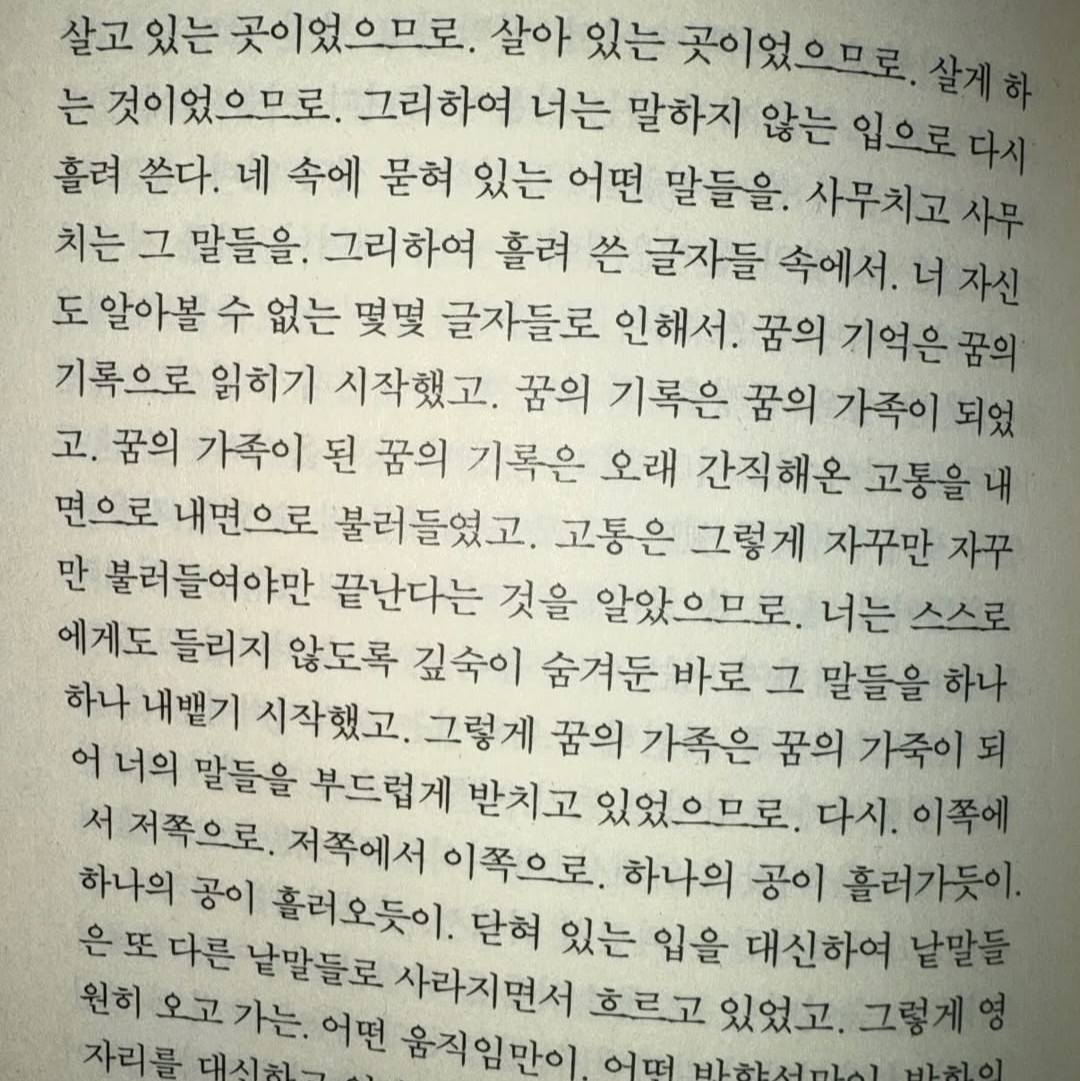 살고 있는 곳이었으므로. 살아 있는 곳이었으므로. 살게 하
는 것이었으므로. 그리하여 너는 말하지 않는 입으로 다시
흘려 쓴다. 네 속에 묻혀 있는 어떤 말들을. 사무치고 사무
치는 그 말들을. 그리하여 흘려 쓴 글자들 속에서. 너 자신
도 알아볼 수 없는 몇몇 글자들로 인해서. 꿈의 기억은 꿈의
기록으로 읽히기 시작했고. 꿈의 기록은 꿈의 가족이 되었
고. 꿈의 가족이 된 꿈의 기록은 오래 간직해온 고통을 내
면으로 내면으로 불러들였고. 고통은 그렇게 자꾸만 자꾸
만 불러들여야만 끝난다는 것을 알았으므로. 너는 스스로
에게도 들리지 않도록 깊숙이 숨겨둔 바로 그 말들을 하나
하나 내뱉기 시작했고. 그렇게 꿈의 가족은 꿈의 가죽이 되
어 너의 말들을 부드럽게 받치고 있었으므로. 다시. 이쪽에
서 저쪽으로. 저쪽에서 이쪽으로. 하나의 공이 흘러가듯이.
하나의 공이 흘러오듯이. 닫혀 있는 입을 대신하여 낱말들
은 또 다른 낱말들로 사라지면서 흐르고 있었고. 그렇게 영
원히 오고 가는. 어떤 움직임만이. 어떤 방향성만이.
자리를 대신하고